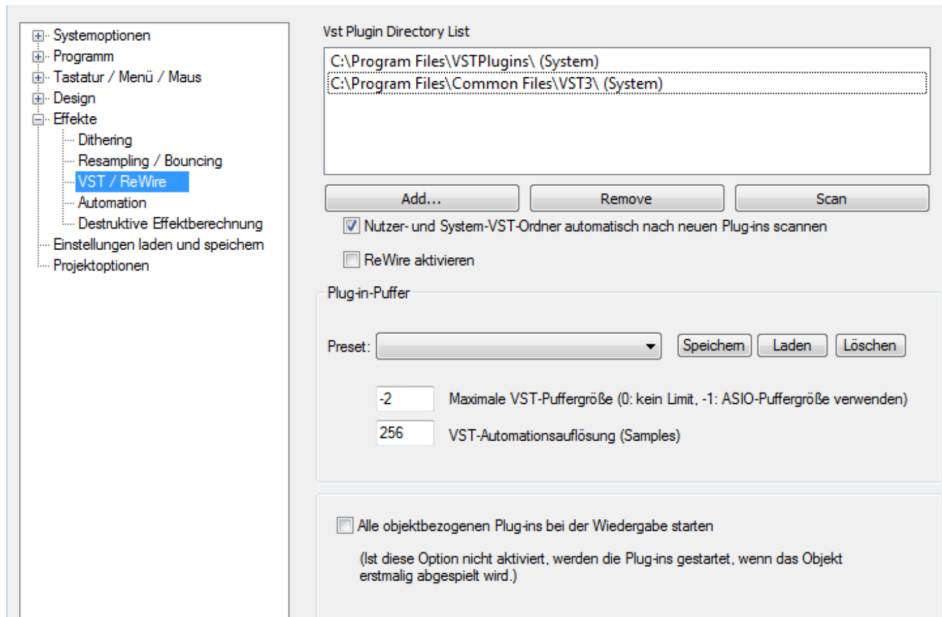 Systemoptionen
Programm
Tastatur / Menü / Maus
Design
Effekte
Dithering
Resampling / Bouncing
VST / ReWire
Automation
Destruktive Effektberechnung
Einstellungen laden und speichern
Projektoptionen
Vst Plugin Directory List
C:\Program Files\VSTPlugins\ (System)
C:\Program Files\Common Files\VST3\ (System)
Add... Remove Scan
Nutzer- und System-VST-Ordner automatisch nach neuen Plug-ins scannen
ReWire aktivieren
Plug-in-Puffer
Preset: Speichern Laden Löschen
-2 Maximale VST-Puffergröße (0: kein Limit, -1: ASIO-Puffergröße verwenden)
256 VST-Automationsauflösung (Samples)
Alle objektbezogenen Plug-ins bei der Wiedergabe starten
(Ist diese Option nicht aktiviert, werden die Plug-ins gestartet, wenn das Objekt
erstmalig abgespielt wird.)